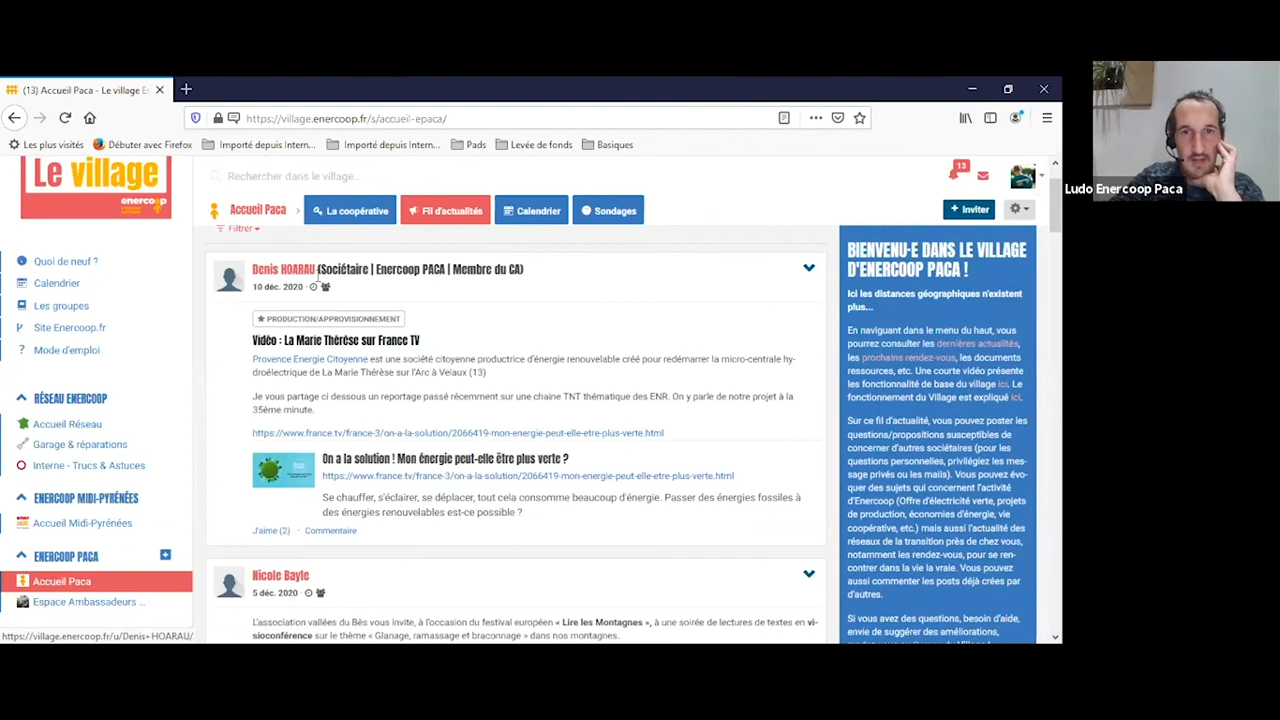 (13) Accueil Paca - Le village E
https://village.enercoop.fr/s/accueil-epaca/
Les plus visités Débuter avec Firefox Importé depuis Intern... Importé depuis Intern... Pads Levée de fonds Basiques
Le village
enercoop
Rechercher dans le village...
13
Accueil Paca La coopérative Fil d'actualités Calendrier Sondages
+ Inviter
Filtrer
Quoi de neuf ?
Calendrier
Les groupes
Site Enercoop.fr
? Mode d'emploi
RÉSEAU ENERCOOP
Accueil Réseau
Garage & réparations
Interne - Trucs & Astuces
ENERCOOP MIDI-PYRÉNÉES
Accueil Midi-Pyrénées
ENERCOOP PACA
Accueil Paca
Espace Ambassadeurs ...
https://village.enercoop.fr/u/Denis+HOARAU/
Denis HOARAU (Sociétaire | Enercoop PACA | Membre du CA)
10 déc. 2020 ·
PRODUCTION/APPROVISIONNEMENT
Vidéo : La Marie Thérèse sur France TV
Provence Energie Citoyenne est une société citoyenne productrice d'énergie renouvelable créé pour redémarrer la micro-centrale hy-
droélectrique de La Marie Thérèse sur l'Arc à Velaux (13)
Je vous partage ci dessous un reportage passé récemment sur une chaine TNT thématique des ENR. On y parle de notre projet à la
35ème minute.
https://www.france.tv/france-3/on-a-la-solution/2066419-mon-energie-peut-elle-etre-plus-verte.html
On a la solution ! Mon énergie peut-elle être plus verte ?
https://www.france.tv/france-3/on-a-la-solution/2066419-mon-energie-peut-elle-etre-plus-verte.html
Se chauffer, s'éclairer, se déplacer, tout cela consomme beaucoup d'énergie. Passer des énergies fossiles à
des énergies renouvelables est-ce possible ?
J'aime (2) · Commentaire
Nicole Bayle
5 déc. 2020 ·
L'association vallées du Bès vous invite, à l'occasion du festival européen « Lire les Montagnes », à une soirée de lectures de textes en vi-
sioconférence sur le thème « Glanage, ramassage et braconnage » dans nos montagnes.
BIENVENU·E DANS LE VILLAGE
D'ENERCOOP PACA !
Ici les distances géographiques n'existent
plus...
En naviguant dans le menu du haut, vous
pourrez consulter les dernières actualités,
les prochains rendez-vous, les documents
ressources, etc. Une courte vidéo présente
les fonctionnalité de base du village ici. Le
fonctionnement du Village est expliqué ici.
Sur ce fil d'actualité, vous pouvez poster les
questions/propositions susceptibles de
concerner d'autres sociétaires (pour les
questions personnelles, privilégiez les mes-
sage privés ou les mails). Vous pouvez évo-
quer des sujets qui concernent l'activité
d'Enercoop (Offre d'électricité verte, projets
de production, économies d'énergie, vie
coopérative, etc.) mais aussi l'actualité des
réseaux de la transition près de chez vous,
notamment les rendez-vous, pour se ren-
contrer dans la vie la vraie. Vous pouvez
aussi commenter les posts déjà créés par
d'autres.
Si vous avez des questions, besoin d'aide,
envie de suggérer des améliorations,
Ludo Enercoop Paca